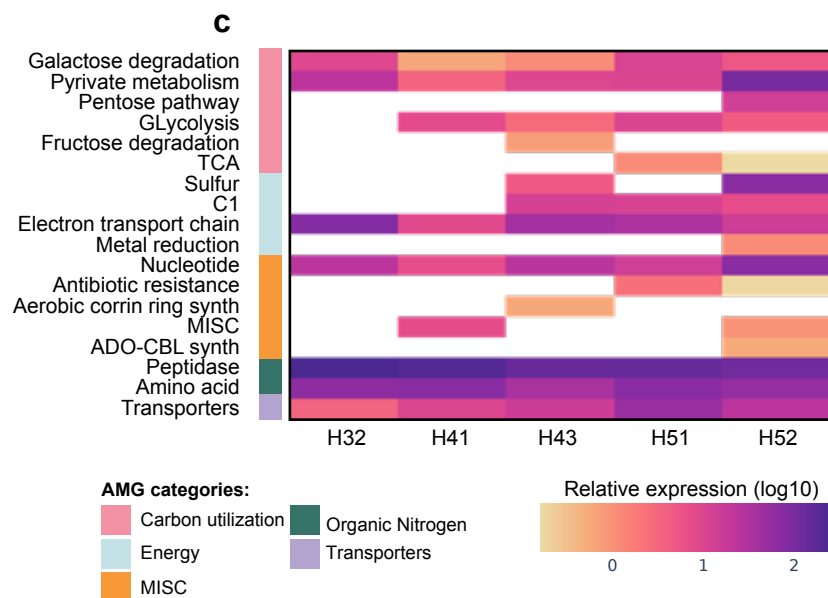 c
Galactose degradation
Pyrivate metabolism
Pentose pathway
GLycolysis
Fructose degradation
TCA
Sulfur
C1
Electron transport chain
Metal reduction
Nucleotide
Antibiotic resistance
Aerobic corrin ring synth
MISC
ADO-CBL synth
Peptidase
Amino acid
Transporters
H32 H41 H43 H51 H52
AMG categories:
Carbon utilization
Energy
MISC
Organic Nitrogen
Transporters
Relative expression (log10)
0 1 2